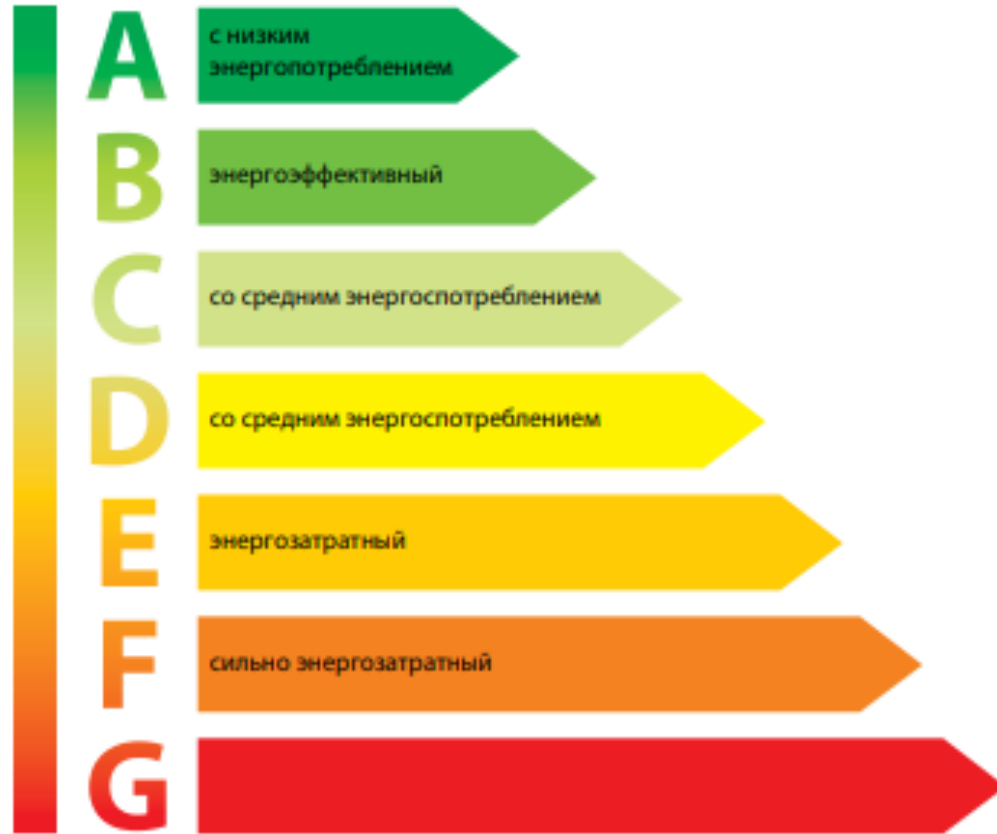 A
с низким
энергопотреблением
B
энергоэффективный
C
со средним энергоспотреблением
D
со средним энергоспотреблением
E
энергозатратный
F
сильно энергозатратный
G